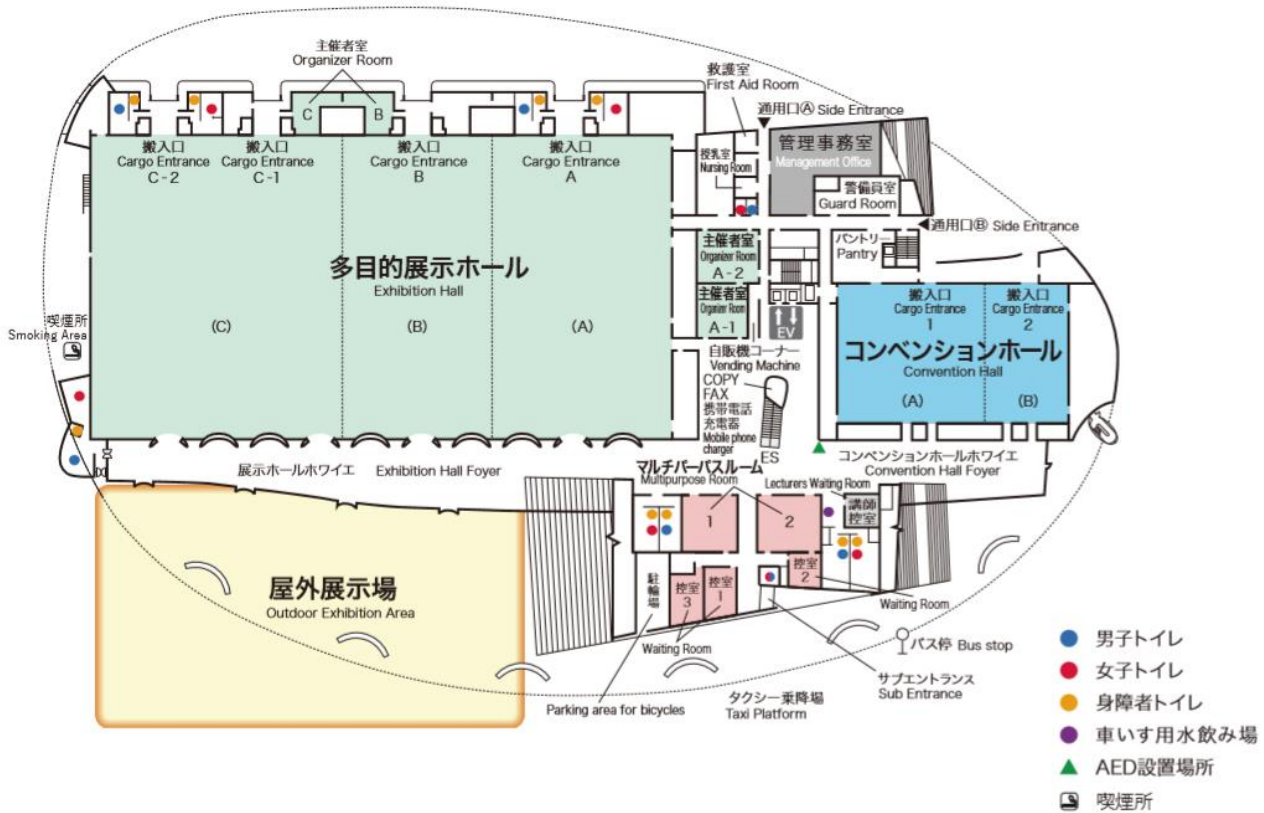 主催者室
Organizer Room
C
B
救護室
First Aid Room
通用口Ⓐ Side Entrance
搬入口
Cargo Entrance
C-2
搬入口
Cargo Entrance
C-1
搬入口
Cargo Entrance
B
搬入口
Cargo Entrance
A
授乳室
Nursing Room
管理事務室
Management Office
警備員室
Guard Room
通用口Ⓑ Side Entrance
パントリー
Pantry
主催者室
Organizer Room
A-2
主催者室
Organizer Room
A-1
多目的展示ホール
Exhibition Hall
(C)
(B)
(A)
喫煙所
Smoking Area
EV
自販機コーナー
Vending Machine
COPY
FAX
携帯電話
充電器
Mobile phone
charger
ES
搬入口
Cargo Entrance
1
搬入口
Cargo Entrance
2
コンベンションホール
Convention Hall
(A)
(B)
展示ホールホワイエ Exhibition Hall Foyer
コンベンションホールホワイエ
Convention Hall Foyer
マルチパーパスルーム
Multipurpose Room
1
2
Lecturers Waiting Room
講師
控室
屋外展示場
Outdoor Exhibition Area
駐輪場
控室
3
控室
1
控室
2
Waiting Room
Waiting Room
バス停 Bus stop
サブエントランス
Sub Entrance
Parking area for bicycles
タクシー乗降場
Taxi Platform
男子トイレ
女子トイレ
身障者トイレ
車いす用水飲み場
AED設置場所
喫煙所